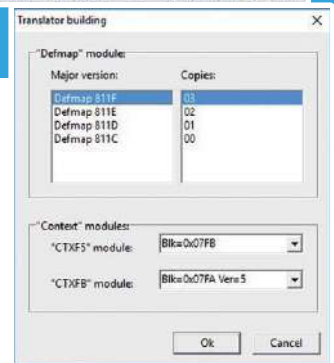 Translator building
"Defmap" module:
Major version: Copies:
Defmap 811F 03
Defmap 811E 02
Defmap 811D 01
Defmap 811C 00
"Context" modules:
"CTXF5" module: Blk=0x07FB
"CTXFB" module: Blk=0x07FA Vers=5
Ok Cancel